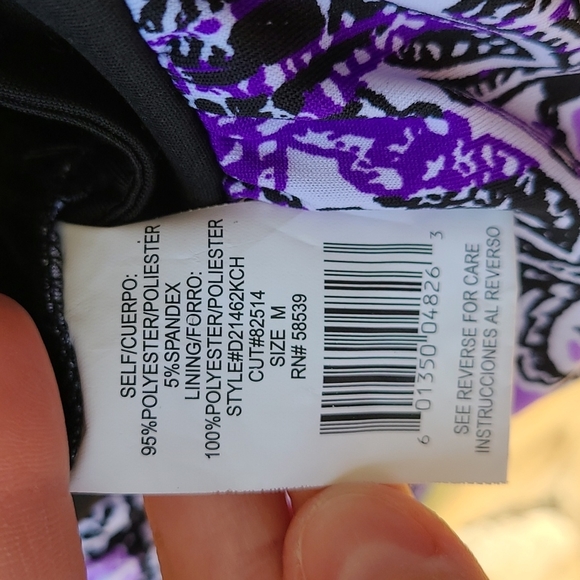 SELF/CUERPO:
95%POLYESTER/POLIESTER
5%SPANDEX
LINING/FORRO:
100%POLYESTER/POLIESTER
STYLE#D21462KCH
CUT#82514
SIZE M
RN# 58539
6 01350 04826 3
SEE REVERSE FOR CARE
INSTRUCCIONES AL REVERSO